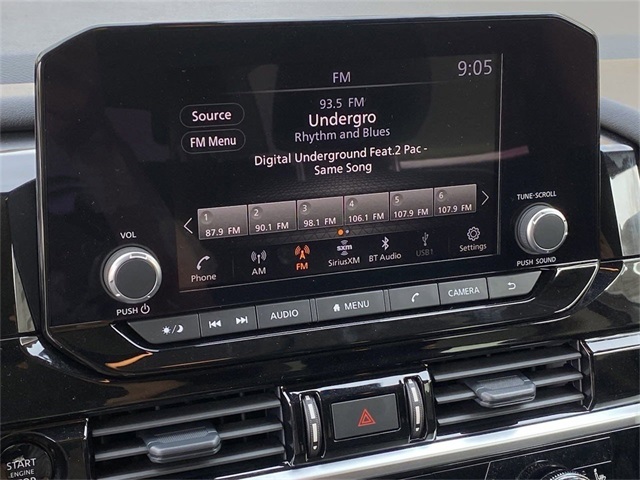 FM
9:05
93.5 FM
Source
Undergro
FM Menu
Rhythm and Blues
Digital Underground Feat.2 Pac -
Same Song
1 2 3 4 5 6
87.9 FM 90.1 FM 98.1 FM 106.1 FM 107.9 FM 107.9 FM
Phone AM FM SiriusXM BT Audio USB1 Settings
sxm
VOL
PUSH
TUNE-SCROLL
PUSH SOUND
AUDIO MENU CAMERA
START
ENGINE